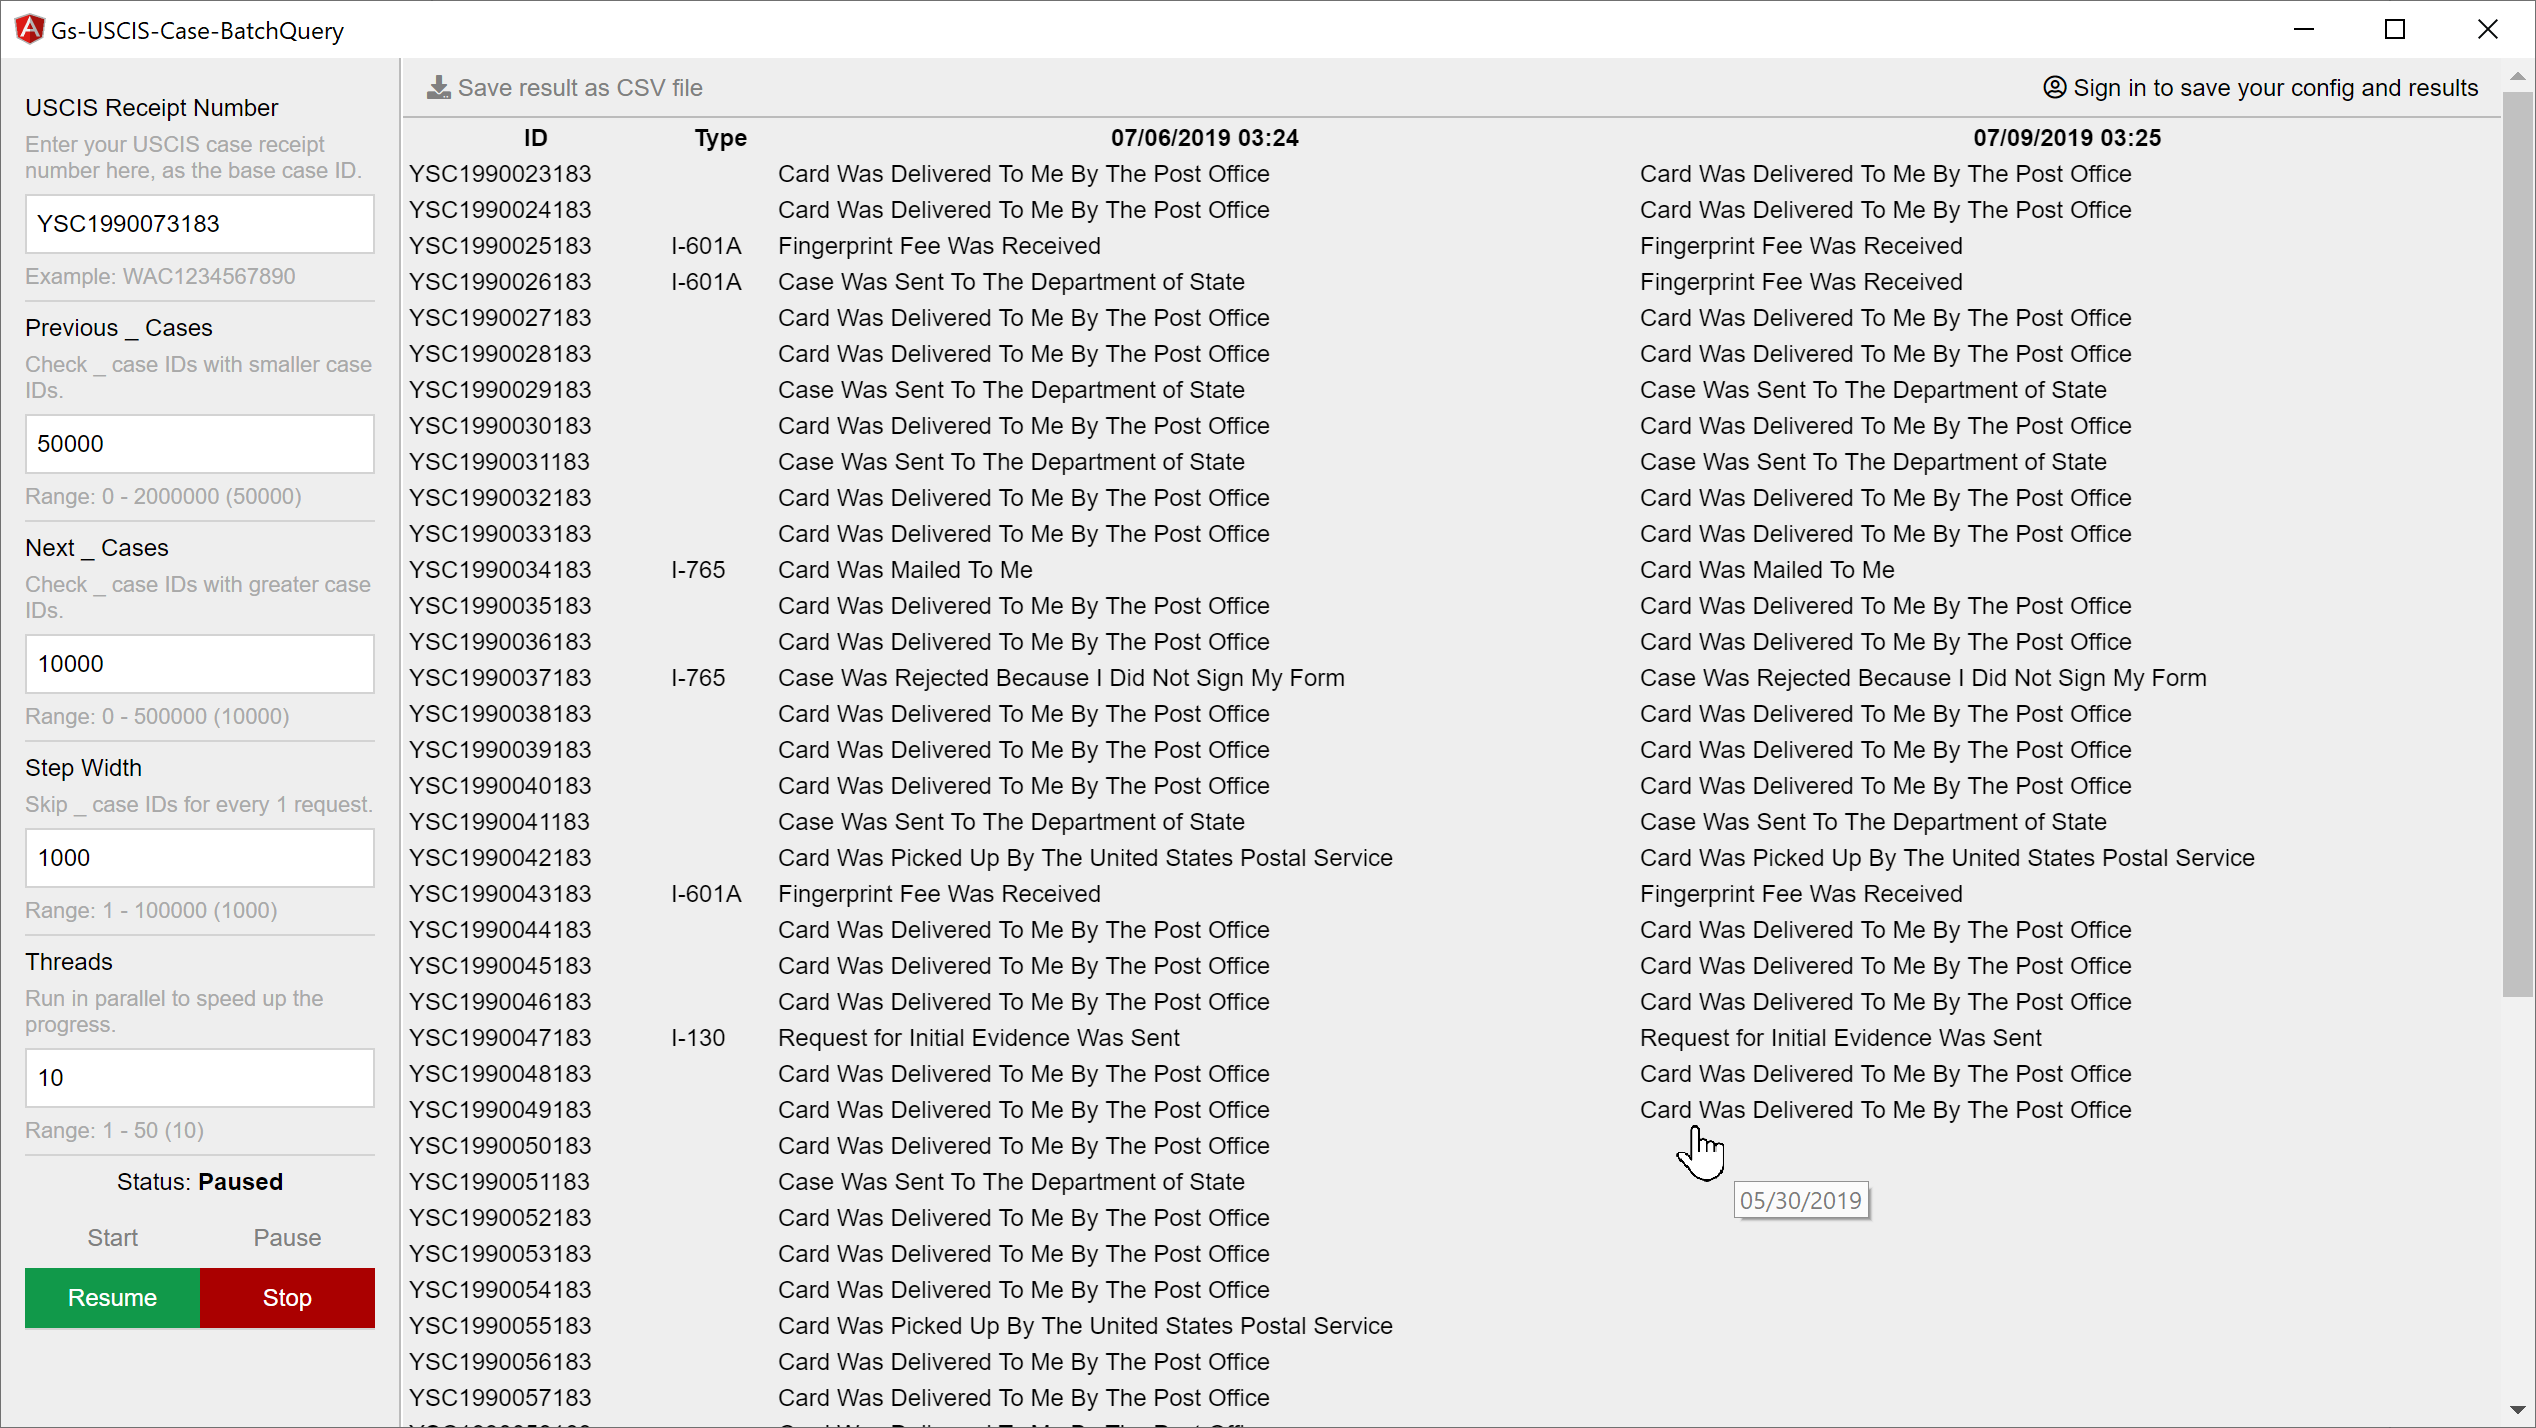 Gs-USCIS-Case-BatchQuery
USCIS Receipt Number
Enter your USCIS case receipt
number here, as the base case ID.
YSC1990073183
Example: WAC1234567890
Previous _ Cases
Check _ case IDs with smaller case
IDs.
50000
Range: 0 - 2000000 (50000)
Next _ Cases
Check _ case IDs with greater case
IDs.
10000
Range: 0 - 500000 (10000)
Step Width
Skip _ case IDs for every 1 request.
1000
Range: 1 - 100000 (1000)
Threads
Run in parallel to speed up the
progress.
10
Range: 1 - 50 (10)
Status: Paused
Start Pause
Resume Stop
Save result as CSV file Sign in to save your config and results
ID Type 07/06/2019 03:24 07/09/2019 03:25
YSC1990023183 Card Was Delivered To Me By The Post Office Card Was Delivered To Me By The Post Office
YSC1990024183 Card Was Delivered To Me By The Post Office Card Was Delivered To Me By The Post Office
YSC1990025183 I-601A Fingerprint Fee Was Received Fingerprint Fee Was Received
YSC1990026183 I-601A Case Was Sent To The Department of State Fingerprint Fee Was Received
YSC1990027183 Card Was Delivered To Me By The Post Office Card Was Delivered To Me By The Post Office
YSC1990028183 Card Was Delivered To Me By The Post Office Card Was Delivered To Me By The Post Office
YSC1990029183 Case Was Sent To The Department of State Case Was Sent To The Department of State
YSC1990030183 Card Was Delivered To Me By The Post Office Card Was Delivered To Me By The Post Office
YSC1990031183 Case Was Sent To The Department of State Case Was Sent To The Department of State
YSC1990032183 Card Was Delivered To Me By The Post Office Card Was Delivered To Me By The Post Office
YSC1990033183 Card Was Delivered To Me By The Post Office Card Was Delivered To Me By The Post Office
YSC1990034183 I-765 Card Was Mailed To Me Card Was Mailed To Me
YSC1990035183 Card Was Delivered To Me By The Post Office Card Was Delivered To Me By The Post Office
YSC1990036183 Card Was Delivered To Me By The Post Office Card Was Delivered To Me By The Post Office
YSC1990037183 I-765 Case Was Rejected Because I Did Not Sign My Form Case Was Rejected Because I Did Not Sign My Form
YSC1990038183 Card Was Delivered To Me By The Post Office Card Was Delivered To Me By The Post Office
YSC1990039183 Card Was Delivered To Me By The Post Office Card Was Delivered To Me By The Post Office
YSC1990040183 Card Was Delivered To Me By The Post Office Card Was Delivered To Me By The Post Office
YSC1990041183 Case Was Sent To The Department of State Case Was Sent To The Department of State
YSC1990042183 Card Was Picked Up By The United States Postal Service Card Was Picked Up By The United States Postal Service
YSC1990043183 I-601A Fingerprint Fee Was Received Fingerprint Fee Was Received
YSC1990044183 Card Was Delivered To Me By The Post Office Card Was Delivered To Me By The Post Office
YSC1990045183 Card Was Delivered To Me By The Post Office Card Was Delivered To Me By The Post Office
YSC1990046183 Card Was Delivered To Me By The Post Office Card Was Delivered To Me By The Post Office
YSC1990047183 I-130 Request for Initial Evidence Was Sent Request for Initial Evidence Was Sent
YSC1990048183 Card Was Delivered To Me By The Post Office Card Was Delivered To Me By The Post Office
YSC1990049183 Card Was Delivered To Me By The Post Office Card Was Delivered To Me By The Post Office
YSC1990050183 Card Was Delivered To Me By The Post Office
YSC1990051183 Case Was Sent To The Department of State
05/30/2019
YSC1990052183 Card Was Delivered To Me By The Post Office
YSC1990053183 Card Was Delivered To Me By The Post Office
YSC1990054183 Card Was Delivered To Me By The Post Office
YSC1990055183 Card Was Picked Up By The United States Postal Service
YSC1990056183 Card Was Delivered To Me By The Post Office
YSC1990057183 Card Was Delivered To Me By The Post Office